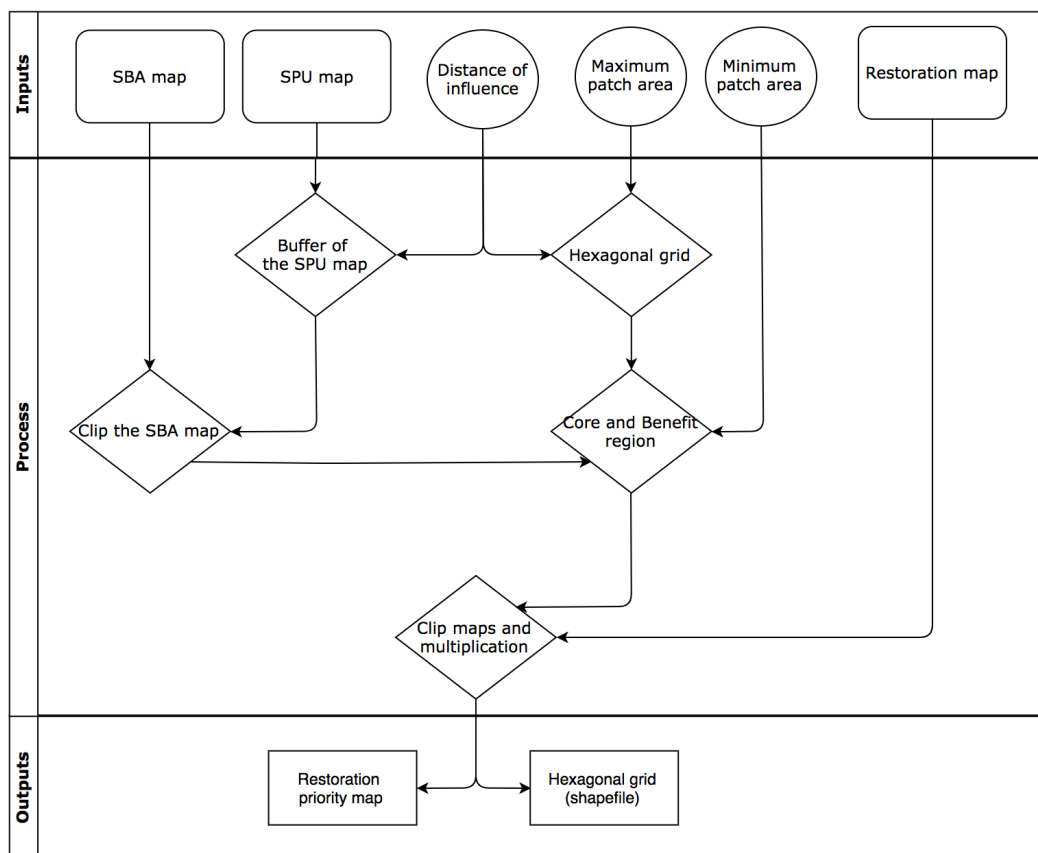 Inputs
SBA map
SPU map
Distance of
influence
Maximum
patch area
Minimum
patch area
Restoration map
Process
Buffer of
the SPU map
Hexagonal grid
Clip the SBA map
Core and Benefit
region
Clip maps and
multiplication
Outputs
Restoration
priority map
Hexagonal grid
(shapefile)